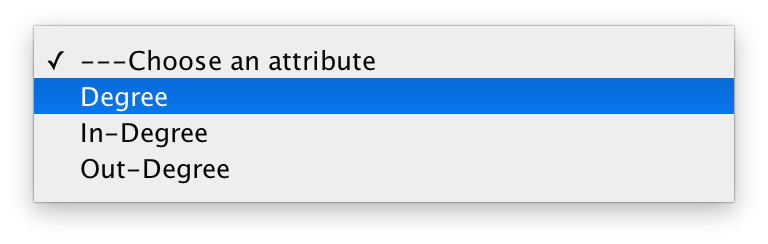 ✓ ---Choose an attribute
Degree
In-Degree
Out-Degree